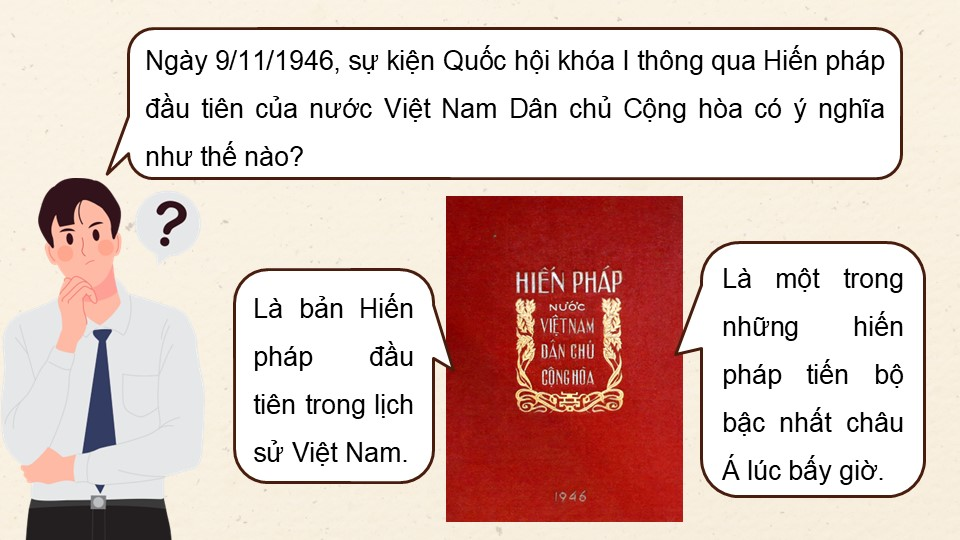 Ngày 9/11/1946, sự kiện Quốc hội khóa I thông qua Hiến pháp
đầu tiên của nước Việt Nam Dân chủ Cộng hòa có ý nghĩa
như thế nào?
?
Là bản Hiến
pháp đầu
tiên trong lịch
sử Việt Nam.
HIẾN PHÁP
NƯỚC
VIỆT NAM
DÂN CHỦ
CỘNG HÒA
1946
Là một trong
những hiến
pháp tiến bộ
bậc nhất châu
Á lúc bấy giờ.